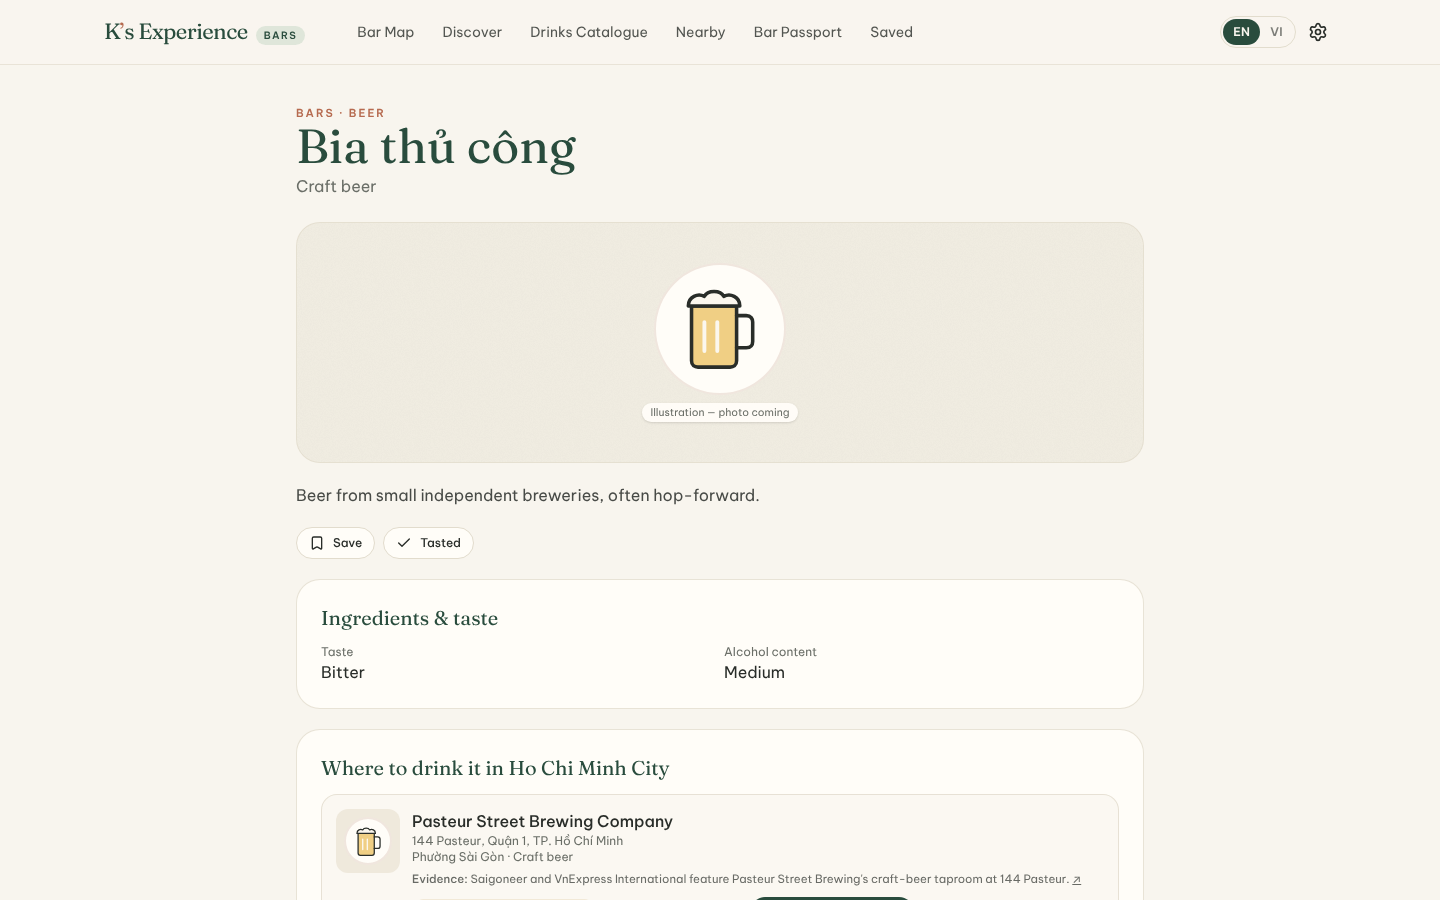 K's Experience BARS
Bar Map Discover Drinks Catalogue Nearby Bar Passport Saved
EN VI
BARS · BEER
Bia thủ công
Craft beer
Illustration — photo coming
Beer from small independent breweries, often hop-forward.
Save Tasted
Ingredients & taste
Taste Alcohol content
Bitter Medium
Where to drink it in Ho Chi Minh City
Pasteur Street Brewing Company
144 Pasteur, Quận 1, TP. Hồ Chí Minh
Phường Sài Gòn · Craft beer
Evidence: Saigoneer and VnExpress International feature Pasteur Street Brewing's craft-beer taproom at 144 Pasteur. ↗